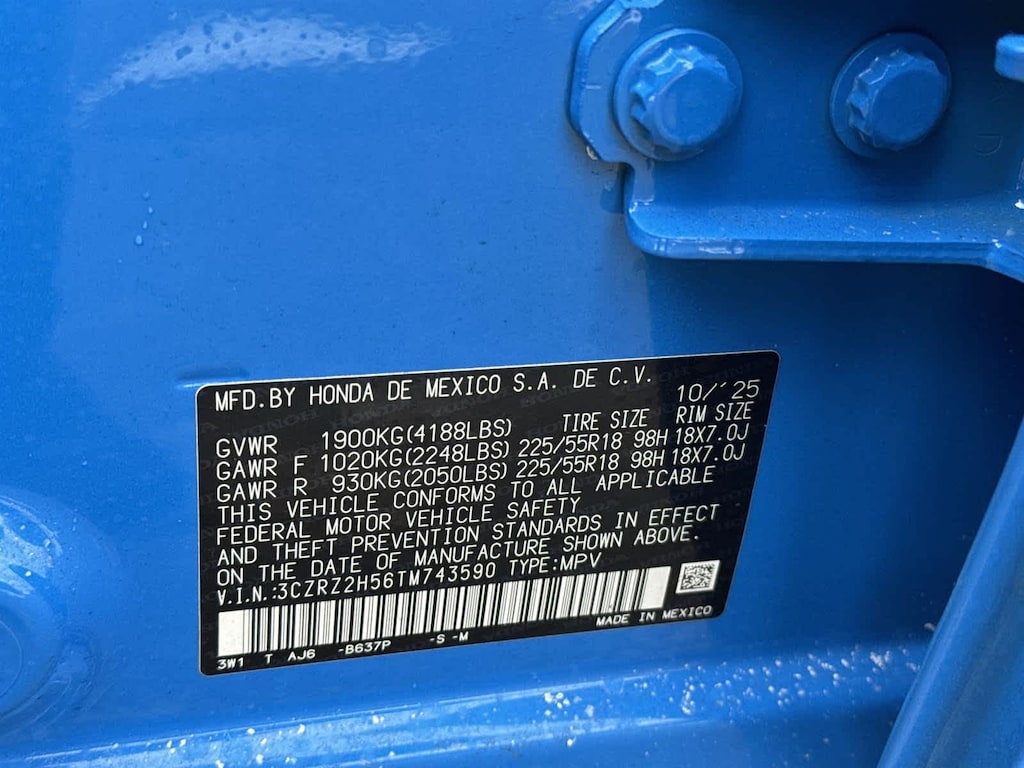 MFD.BY HONDA DE MEXICO S.A. DE C.V. 10/'25
TIRE SIZE RIM SIZE
GVWR 1900KG(4188LBS)
GAWR F 1020KG(2248LBS) 225/55R18 98H 18X7.0J
GAWR R 930KG(2050LBS) 225/55R18 98H 18X7.0J
THIS VEHICLE CONFORMS TO ALL APPLICABLE
FEDERAL MOTOR VEHICLE SAFETY
AND THEFT PREVENTION STANDARDS IN EFFECT
ON THE DATE OF MANUFACTURE SHOWN ABOVE.
V.I.N.:3CZRZ2H56TM743590 TYPE:MPV
MADE IN MEXICO
3W1 T AJ6 -B637P -S -M